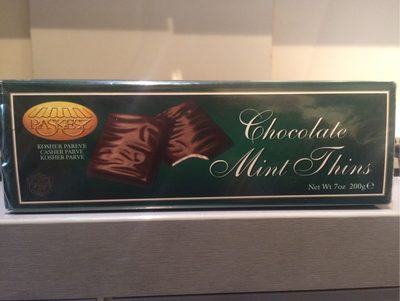 PASKESZ
KOSHER PAREVE
CASHER PARVE
KOSHER PARVE
Chocolate
Mint Thins
Net Wt 7oz 200g℮